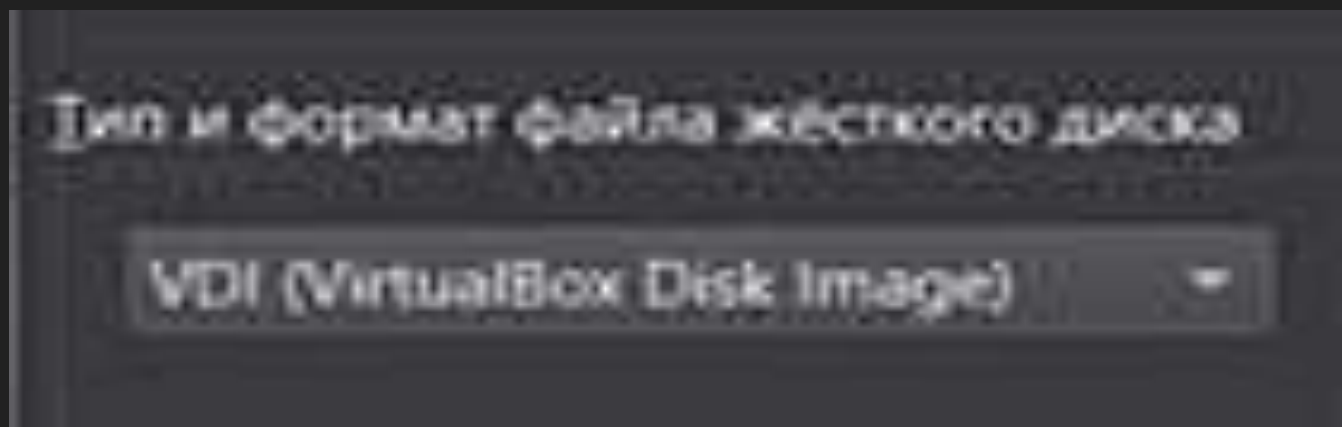 Тип и формат файла жёсткого диска
VDI (VirtualBox Disk Image)